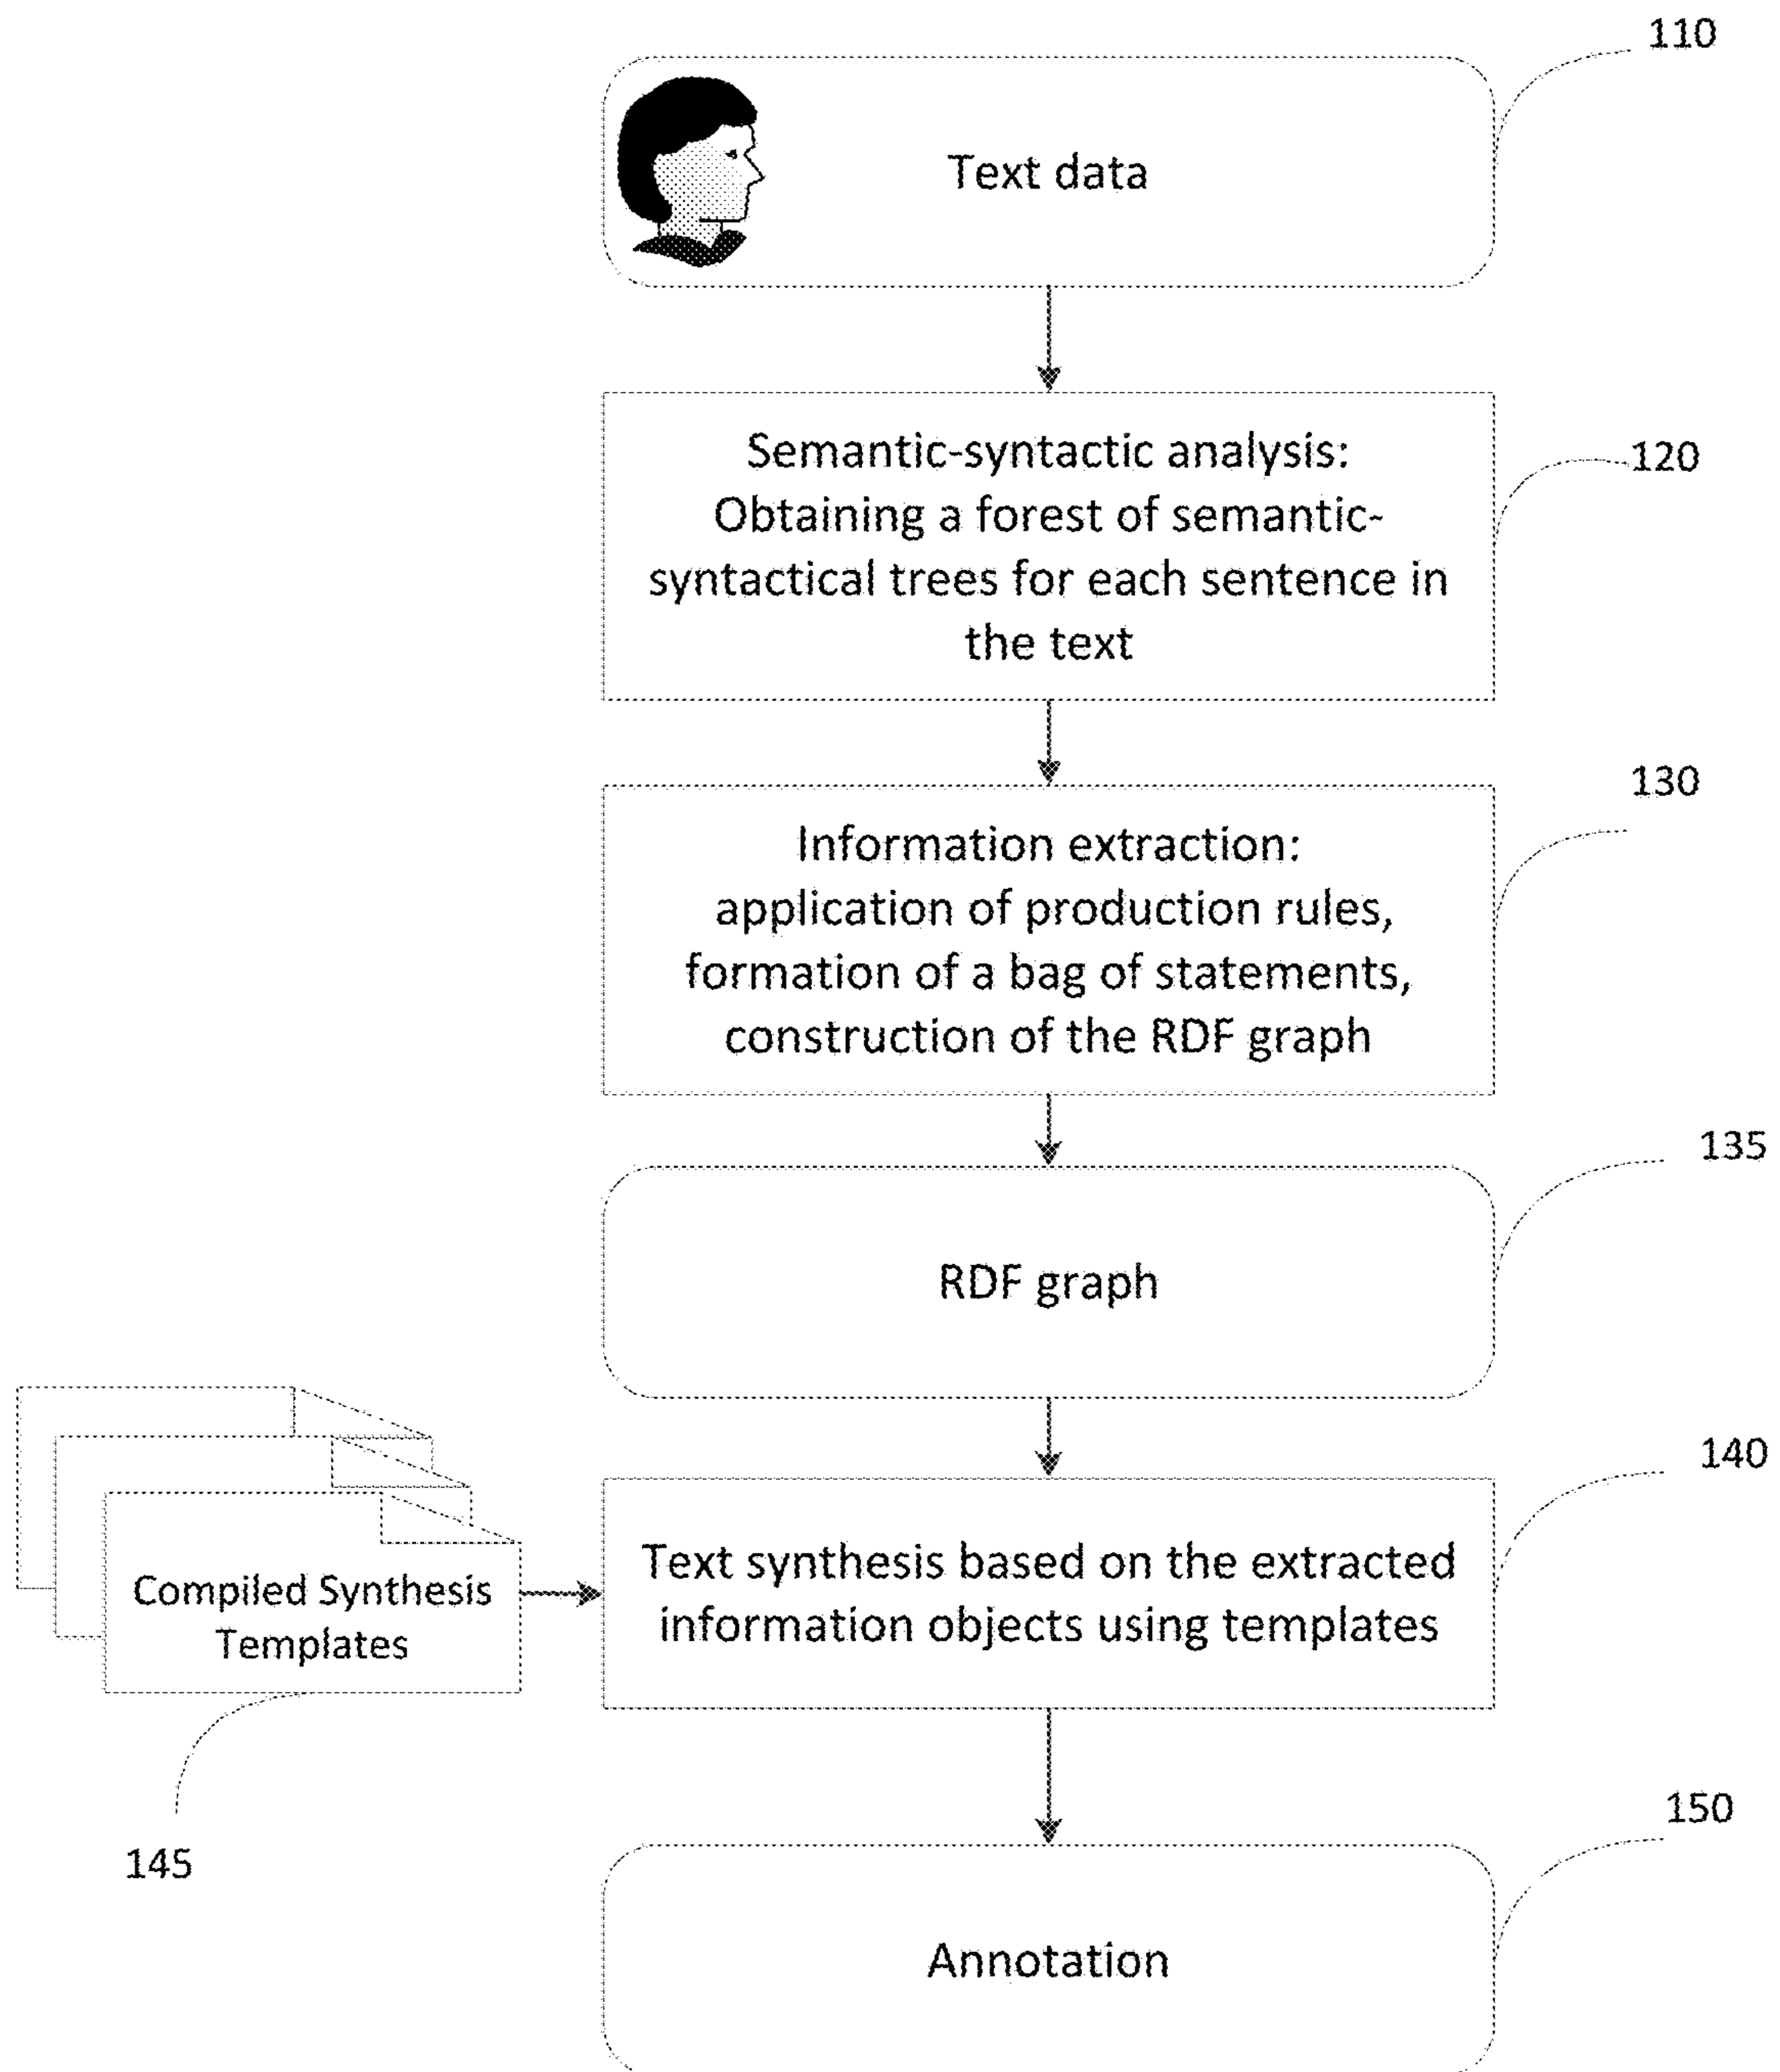 110
Text data
Semantic-syntactic analysis:
120
Obtaining a forest of semantic-
syntactical trees for each sentence in
the text
130
Information extraction:
application of production rules,
formation of a bag of statements,
construction of the RDF graph
135
RDF graph
140
Text synthesis based on the extracted
information objects using templates
Compiled Synthesis
Templates
145
150
Annotation